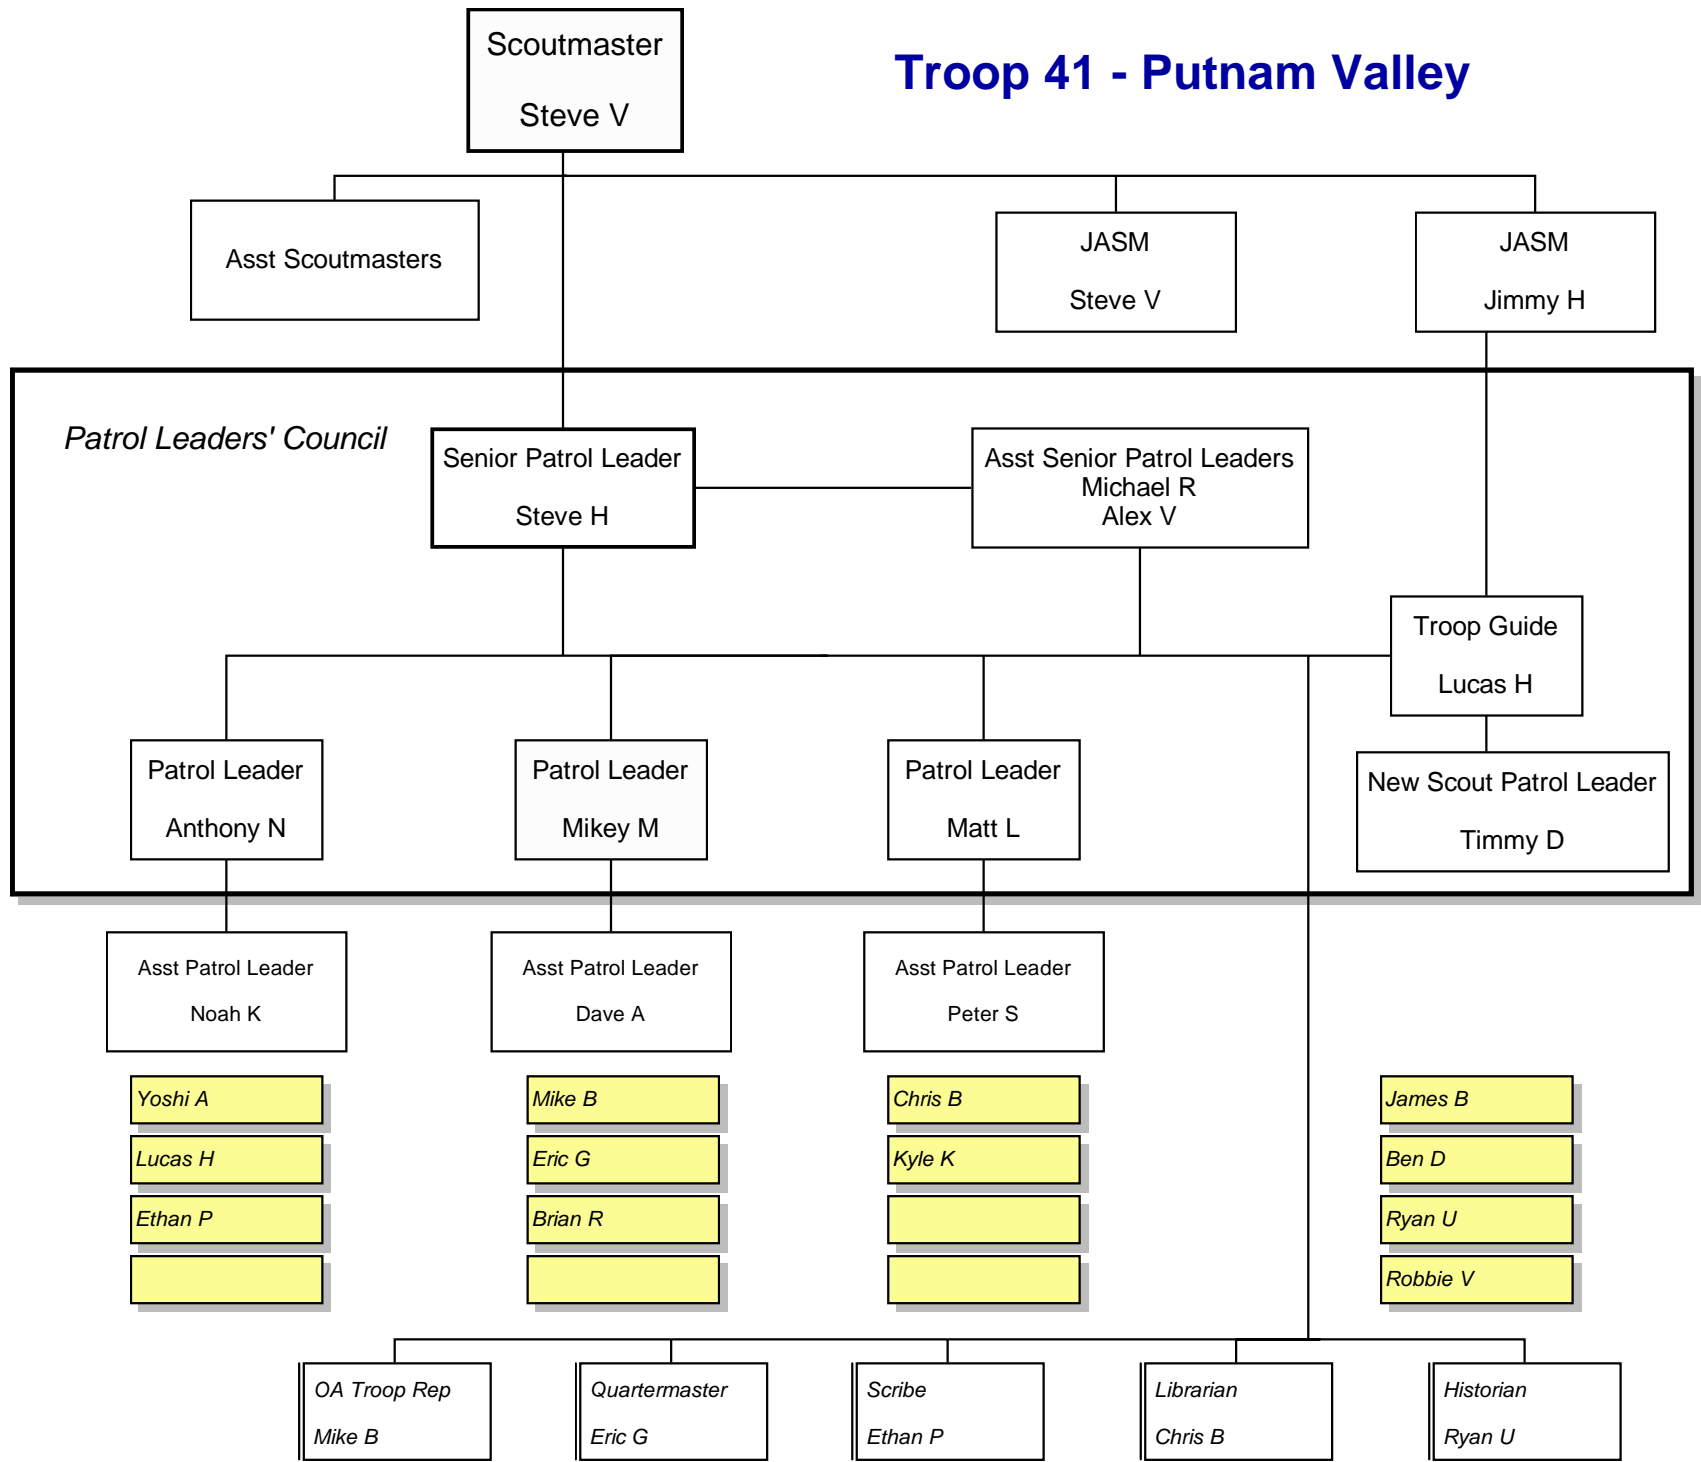 Scoutmaster
Steve V
Troop 41 - Putnam Valley
Asst Scoutmasters
JASM
Steve V
JASM
Jimmy H
Patrol Leaders' Council
Senior Patrol Leader
Steve H
Asst Senior Patrol Leaders
Michael R
Alex V
Troop Guide
Lucas H
Patrol Leader
Anthony N
Patrol Leader
Mikey M
Patrol Leader
Matt L
New Scout Patrol Leader
Timmy D
Asst Patrol Leader
Noah K
Asst Patrol Leader
Dave A
Asst Patrol Leader
Peter S
Yoshi A
Lucas H
Ethan P
Mike B
Eric G
Brian R
Chris B
Kyle K
James B
Ben D
Ryan U
Robbie V
OA Troop Rep
Mike B
Quartermaster
Eric G
Scribe
Ethan P
Librarian
Chris B
Historian
Ryan U